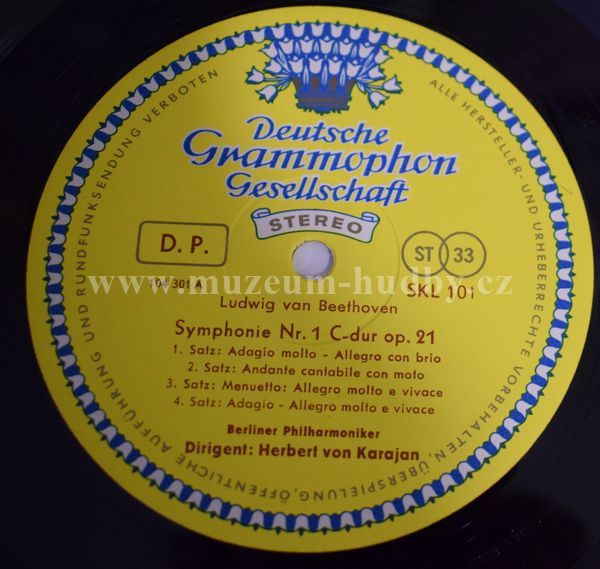 Deutsche
Grammophon
Gesellschaft
STEREO
D. P.
ST 33
104 301 A
SKL 101
www.muzeum-hudby.cz
Ludwig van Beethoven
Symphonie Nr. 1 C-dur op. 21
1. Satz: Adagio molto - Allegro con brio
2. Satz: Andante cantabile con moto
3. Satz: Menuetto: Allegro molto e vivace
4. Satz: Adagio - Allegro molto e vivace
Berliner Philharmoniker
Dirigent: Herbert von Karajan
ALLE HERSTELLER- UND URHEBERRECHTE VORBEHALTEN, ÜBERSPIELUNG, ÖFFENTLICHE AUFFÜHRUNG UND RUNDFUNKSENDUNG VERBOTEN